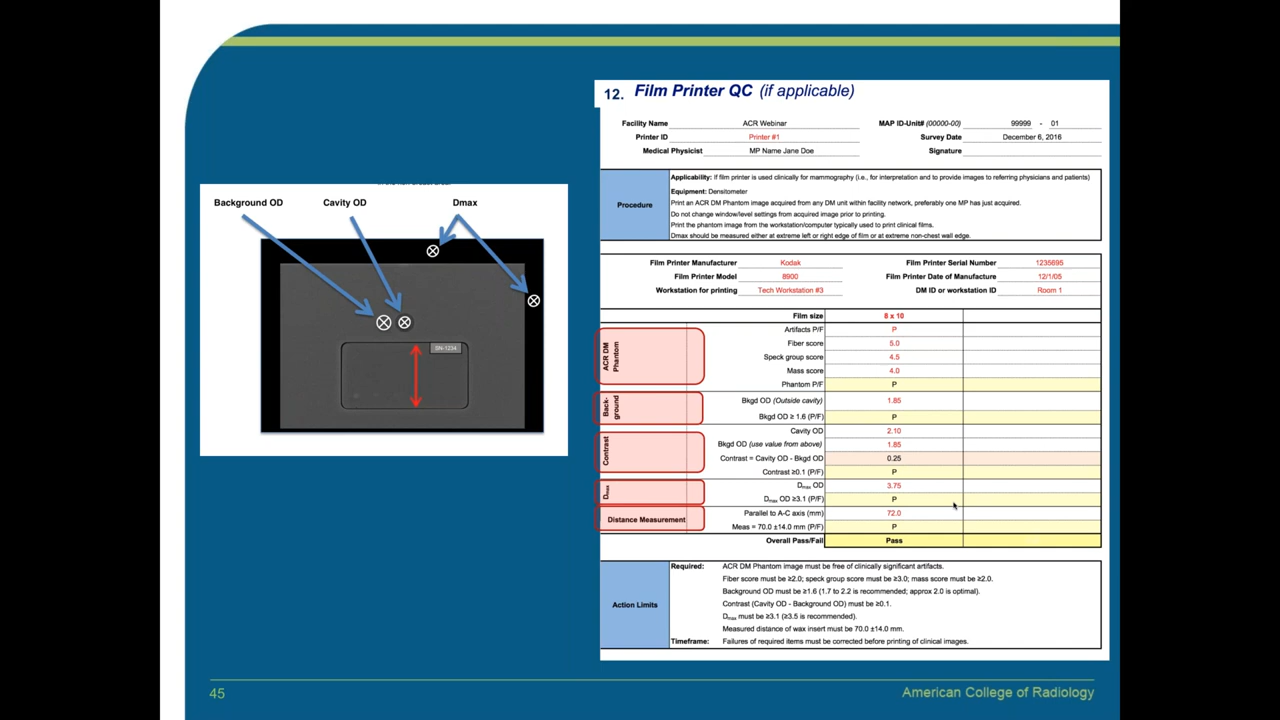 12. Film Printer QC (if applicable)
Facility Name ACR Webinar MAP ID-Unit# (00000-00) 99999 - 01
Printer ID Printer #1 Survey Date December 6, 2016
Medical Physicist MP Name Jane Doe Signature
Procedure
Applicability: If film printer is used clinically for mammography (i.e., for interpretation and to provide images to referring physicians and patients)
Equipment: Densitometer
Print an ACR DM Phantom image acquired from any DM unit within facility network, preferably one MP has just acquired.
Do not change window/level settings from acquired image prior to printing.
Print the phantom image from the workstation/computer typically used to print clinical films.
Dmax should be measured either at extreme left or right edge of film or at extreme non-chest wall edge.
Background OD Cavity OD Dmax
SN-1234
Film Printer Manufacturer Kodak Film Printer Serial Number 1235695
Film Printer Model 8900 Film Printer Date of Manufacture 12/1/05
Workstation for printing Tech Workstation #3 DM ID or workstation ID Room 1
Film size 8 x 10
ACR DM Phantom
Artifacts P/F P
Fiber score 5.0
Speck group score 4.5
Mass score 4.0
Phantom P/F P
Back-ground
Bkgd OD (Outside cavity) 1.85
Bkgd OD ≥ 1.6 (P/F) P
Contrast
Cavity OD 2.10
Bkgd OD (use value from above) 1.85
Contrast = Cavity OD - Bkgd OD 0.25
Contrast ≥0.1 (P/F) P
Dmax
Dmax OD 3.75
Dmax OD ≥3.1 (P/F) P
Distance Measurement
Parallel to A-C axis (mm) 72.0
Meas = 70.0 ±14.0 mm (P/F) P
Overall Pass/Fail Pass
Action Limits
Required: ACR DM Phantom image must be free of clinically significant artifacts.
Fiber score must be ≥2.0; speck group score must be ≥3.0; mass score must be ≥2.0.
Background OD must be ≥1.6 (1.7 to 2.2 is recommended; approx 2.0 is optimal).
Contrast (Cavity OD - Background OD) must be ≥0.1.
Dmax must be ≥3.1 (≥3.5 is recommended).
Measured distance of wax insert must be 70.0 ±14.0 mm.
Timeframe: Failures of required items must be corrected before printing of clinical images.
45
American College of Radiology